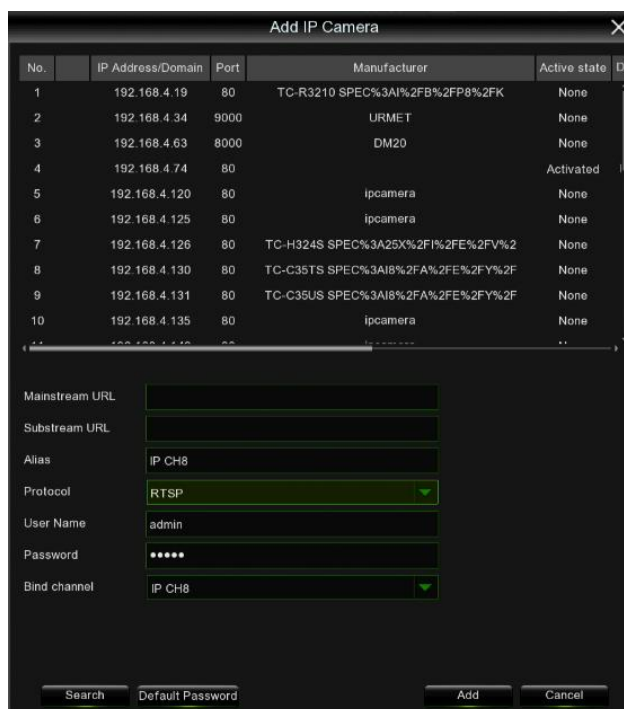 Add IP Camera X
No. IP Address/Domain Port Manufacturer Active state D
1 192.168.4.19 80 TC-R3210 SPEC%3AI%2FB%2FP8%2FK None
2 192.168.4.34 9000 URMET None
3 192.168.4.63 8000 DM20 None
4 192.168.4.74 80 Activated
5 192.168.4.120 80 ipcamera None
6 192.168.4.125 80 ipcamera None
7 192.168.4.126 80 TC-H324S SPEC%3A25X%2FI%2FE%2FV%2 None
8 192.168.4.130 80 TC-C35TS SPEC%3AI8%2FA%2FE%2FY%2F None
9 192.168.4.131 80 TC-C35US SPEC%3AI8%2FA%2FE%2FY%2F None
10 192.168.4.135 80 ipcamera None
Mainstream URL
Substream URL
Alias IP CH8
Protocol RTSP
User Name admin
Password •••••
Bind channel IP CH8
Search Default Password Add Cancel